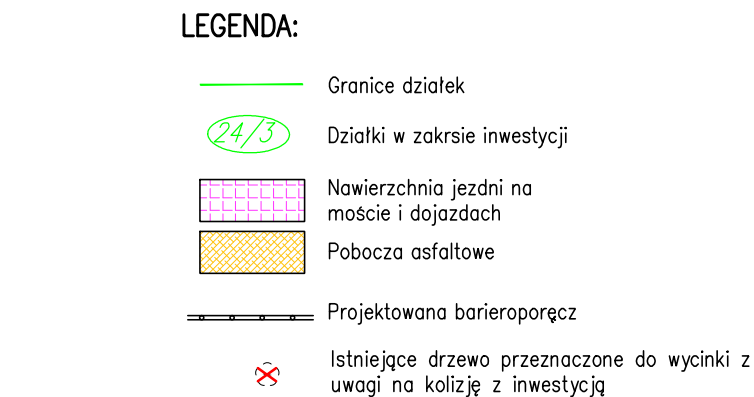 LEGENDA:
Granice działek
24/3
Działki w zakrsie inwestycji
Nawierzchnia jezdni na
moście i dojazdach
Pobocza asfaltowe
Projektowana barieroporęcz
Istniejące drzewo przeznaczone do wycinki z
uwagi na kolizję z inwestycją